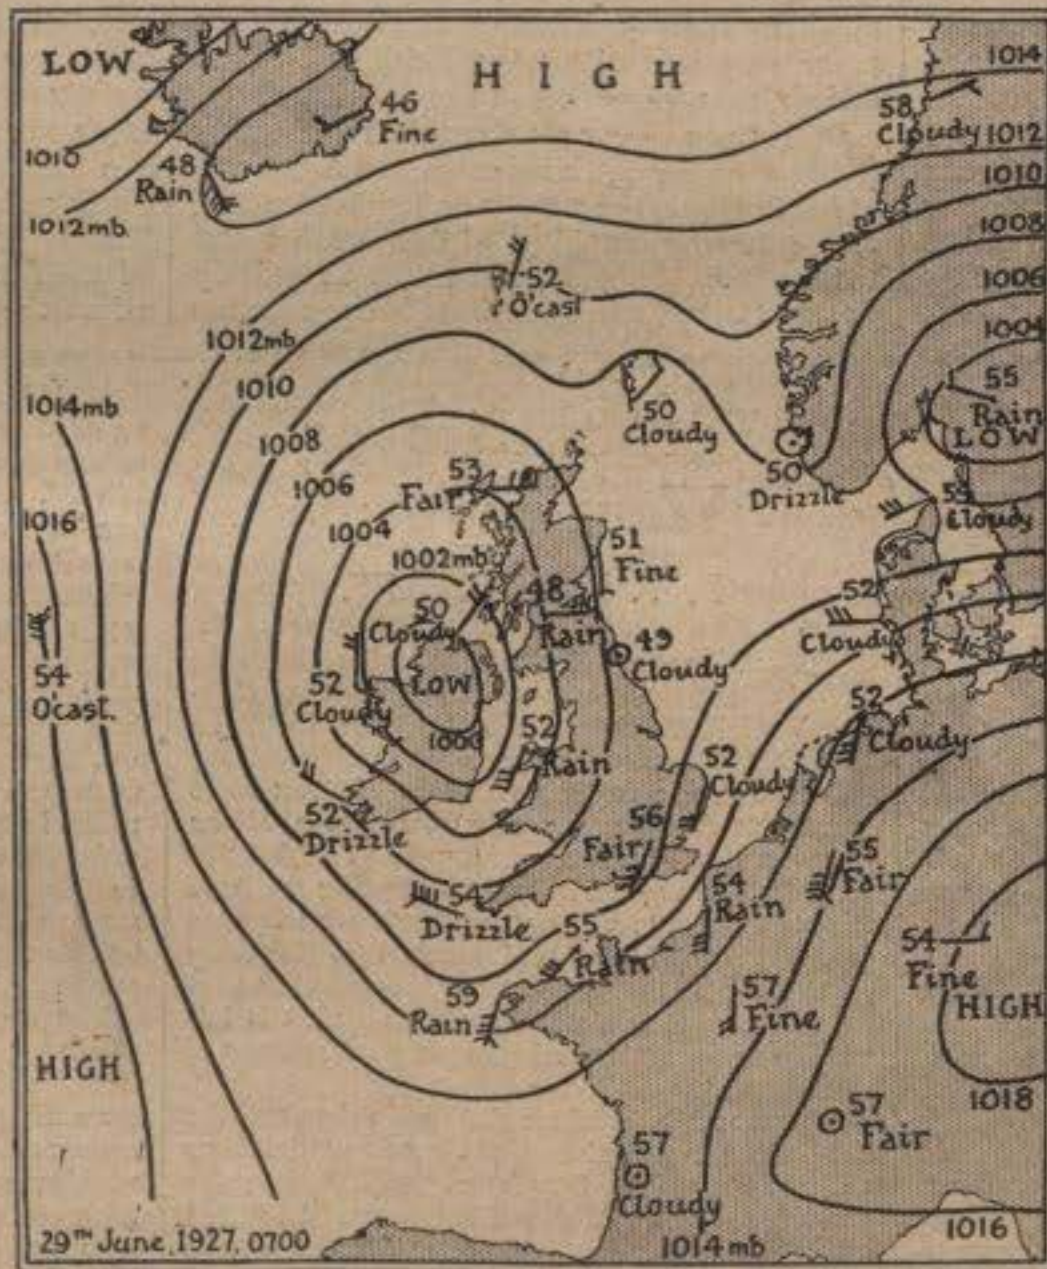 LOW
HIGH
1014
46
Fine
58
Cloudy
1012
1010
48
Rain
1010
1012mb.
1008
52
O'cast
1006
1004
1012mb
1010
1014mb
55
Rain
LOW
50
Cloudy
1008
50
Drizzle
53
Fair
1006
1016
1004
55
Cloudy
51
Fine
1002mb
52
Cloudy
48
Rain
50
Cloudy
49
Cloudy
54
O'cast.
52
Cloudy
LOW
1000
52
Rain
52
Cloudy
52
Cloudy
52
Drizzle
56
Fair
55
Fair
54
Drizzle
54
Rain
55
Rain
54
Fine
59
Rain
57
Fine
HIGH
HIGH
1018
57
Fair
57
Cloudy
1016
29TH June, 1927, 0700
1014mb